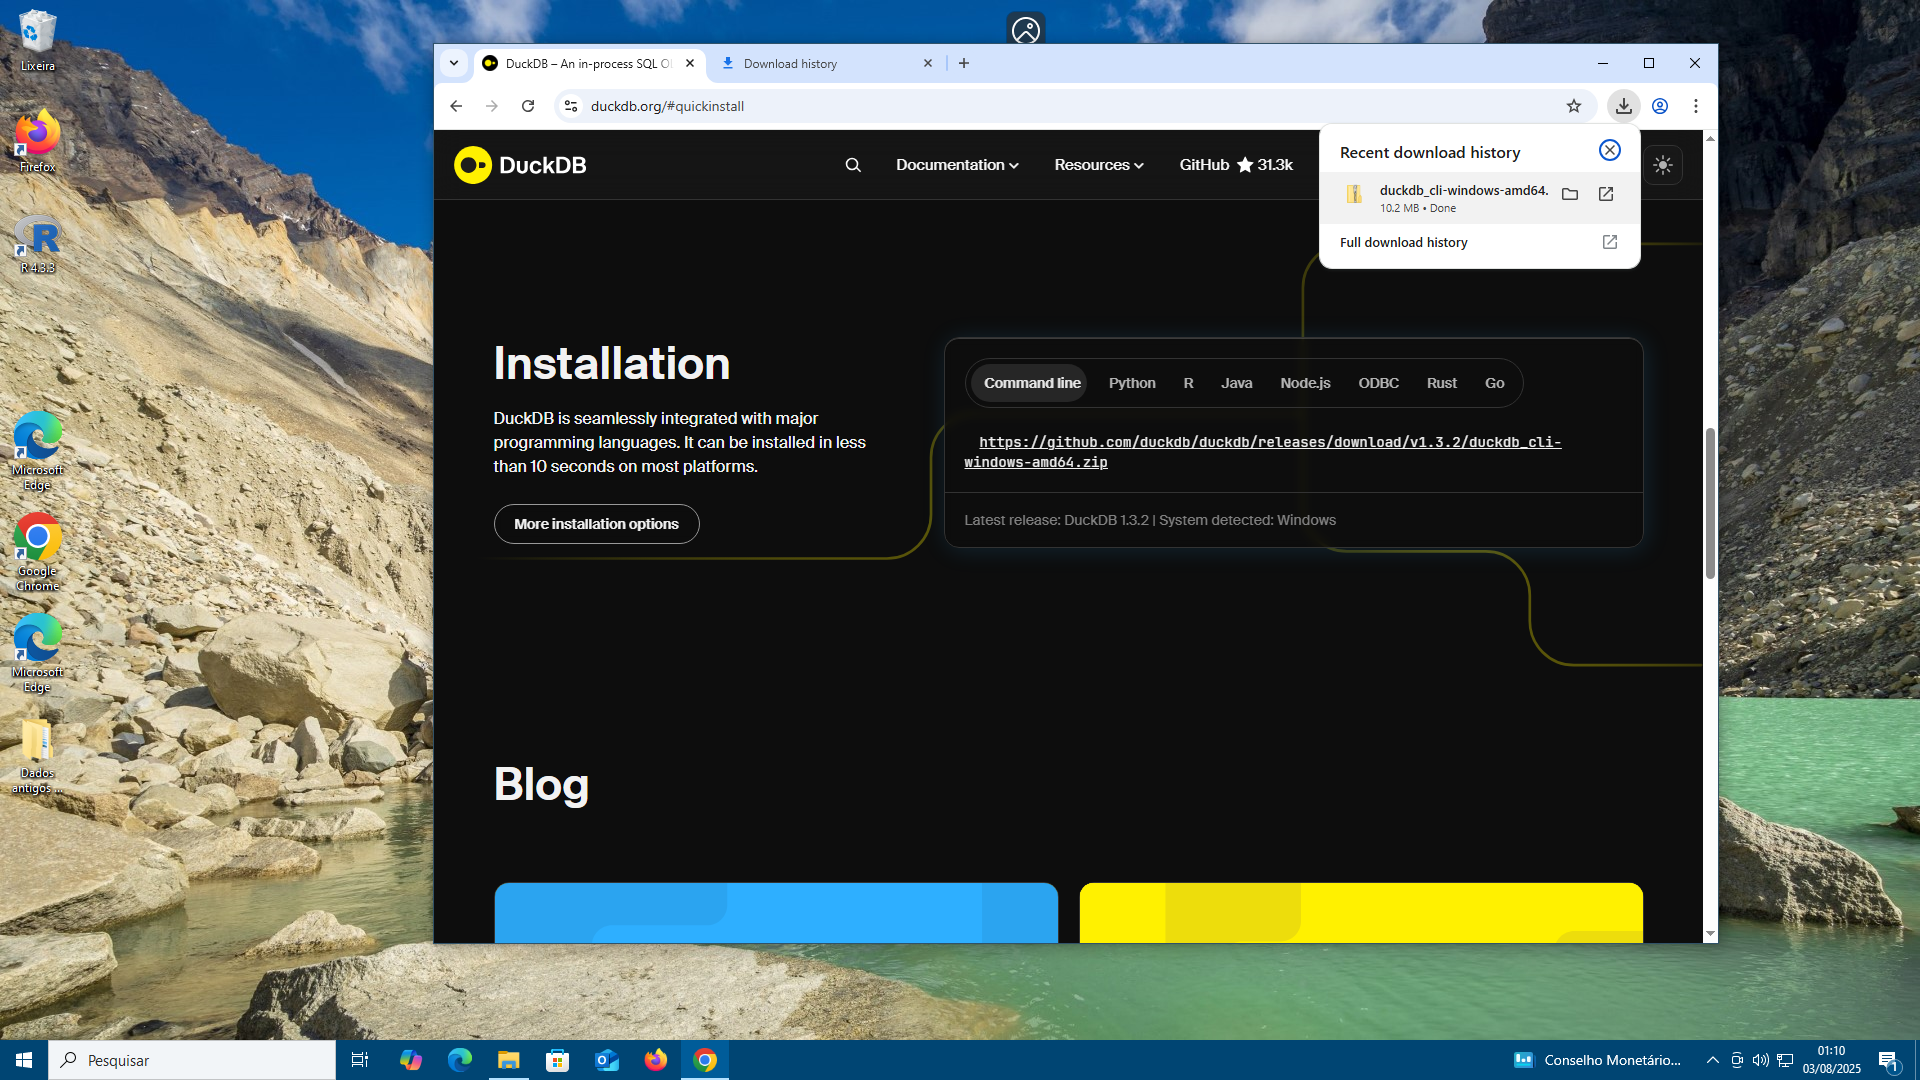 Lixeira
Firefox
R 4.3.3
Microsoft
Edge
Google
Chrome
Microsoft
Edge
Dados
antigos ...
DuckDB – An in-process SQL OL
Download history
duckdb.org/#quickinstall
DuckDB
Documentation
Resources
GitHub
31.3k
Recent download history
duckdb_cli-windows-amd64.
10.2 MB • Done
Full download history
Installation
DuckDB is seamlessly integrated with major
programming languages. It can be installed in less
than 10 seconds on most platforms.
More installation options
Command line
Python
R
Java
Node.js
ODBC
Rust
Go
https://github.com/duckdb/duckdb/releases/download/v1.3.2/duckdb_cli-
windows-amd64.zip
Latest release: DuckDB 1.3.2 | System detected: Windows
Blog
Pesquisar
Conselho Monetário...
01:10
03/08/2025
1